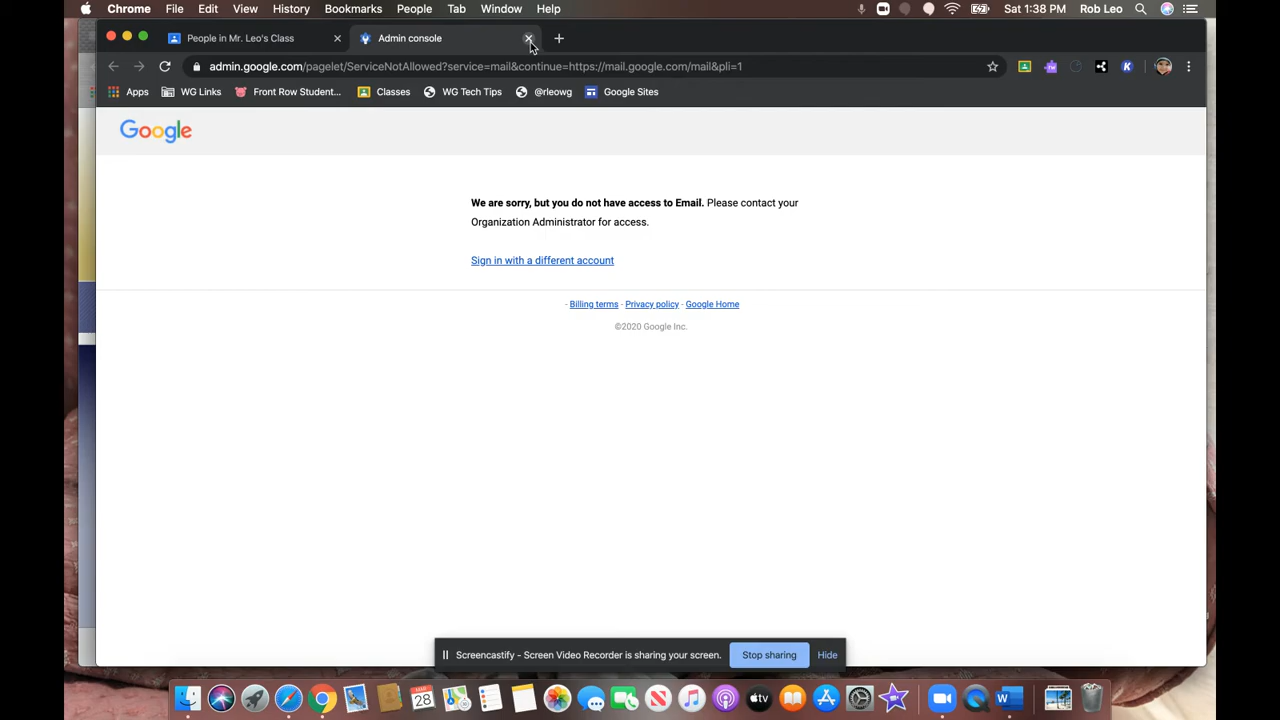 Chrome File Edit View History Bookmarks People Tab Window Help Sat 1:38 PM Rob Leo
People in Mr. Leo's Class Admin console
admin.google.com/pagelet/ServiceNotAllowed?service=mail&continue=https://mail.google.com/mail&pli=1
Apps WG Links Front Row Student... Classes WG Tech Tips @rleowg Google Sites
Google
We are sorry, but you do not have access to Email. Please contact your
Organization Administrator for access.
Sign in with a different account
- Billing terms - Privacy policy - Google Home
©2020 Google Inc.
Screencastify - Screen Video Recorder is sharing your screen. Stop sharing Hide
28
tv